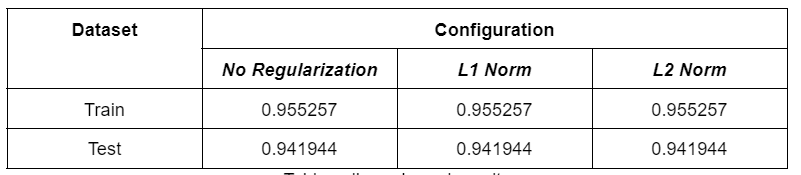 Dataset Configuration
No Regularization L1 Norm L2 Norm
Train 0.955257 0.955257 0.955257
Test 0.941944 0.941944 0.941944